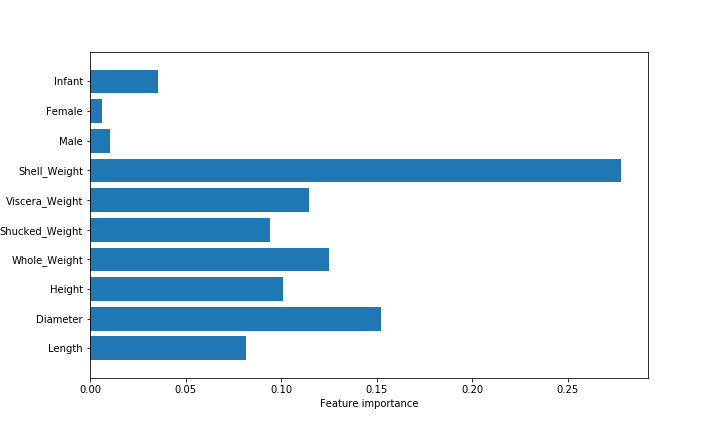 Infant
Female
Male
Shell_Weight
Viscera_Weight
Shucked_Weight
Whole_Weight
Height
Diameter
Length
0.00 0.05 0.10 0.15 0.20 0.25
Feature importance